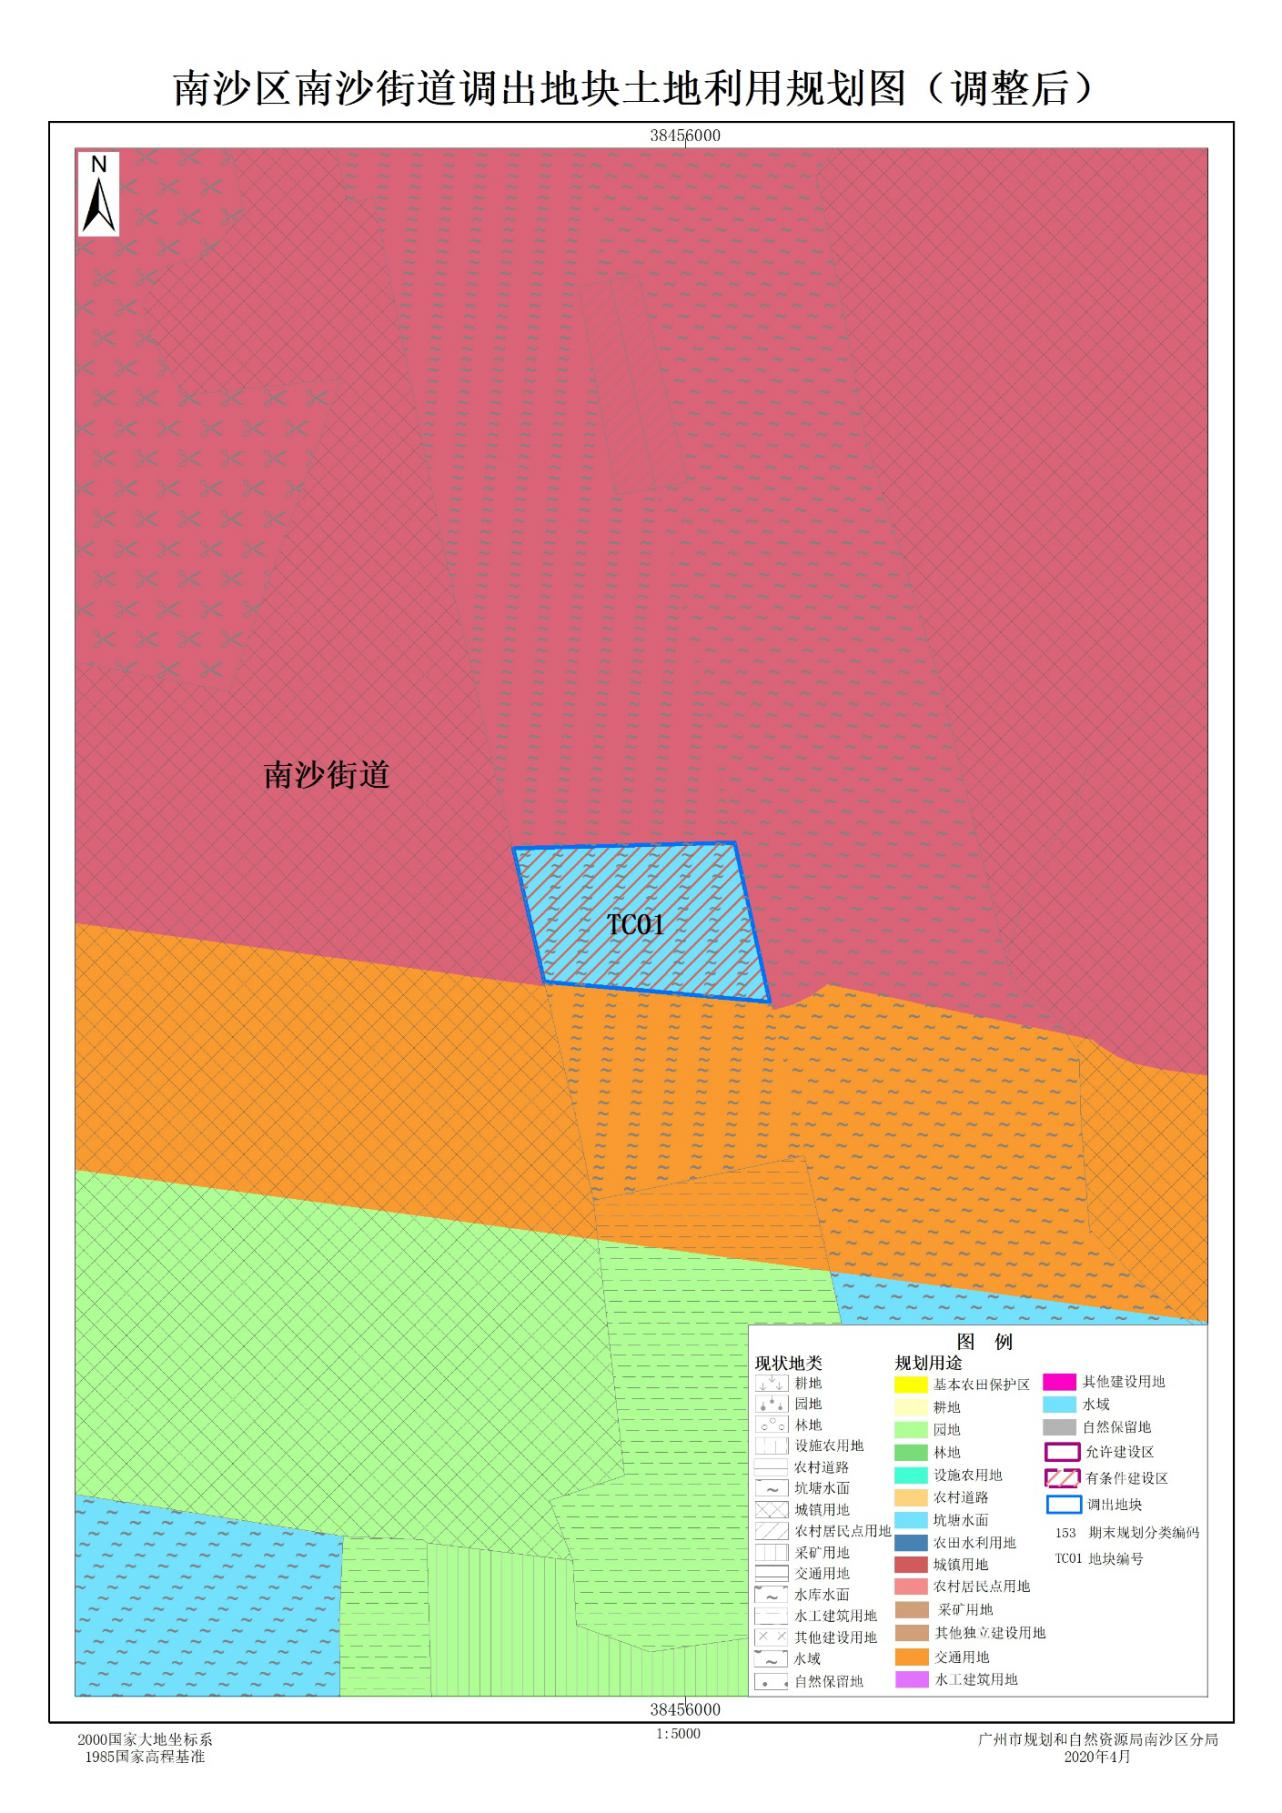 南沙区南沙街道调出地块土地利用规划图（调整后）
38456000
N
南沙街道
TC01
图 例
现状地类
耕地
园地
林地
设施农用地
农村道路
坑塘水面
城镇用地
农村居民点用地
采矿用地
交通用地
水库水面
水工建筑用地
其他建设用地
水域
自然保留地
规划用途
基本农田保护区
耕地
园地
林地
设施农用地
农村道路
坑塘水面
农田水利用地
城镇用地
农村居民点用地
采矿用地
其他独立建设用地
交通用地
水工建筑用地
其他建设用地
水域
自然保留地
允许建设区
有条件建设区
调出地块
153 期末规划分类编码
TC01 地块编号
38456000
2000国家大地坐标系
1985国家高程基准
1:5000
广州市规划和自然资源局南沙区分局
2020年4月